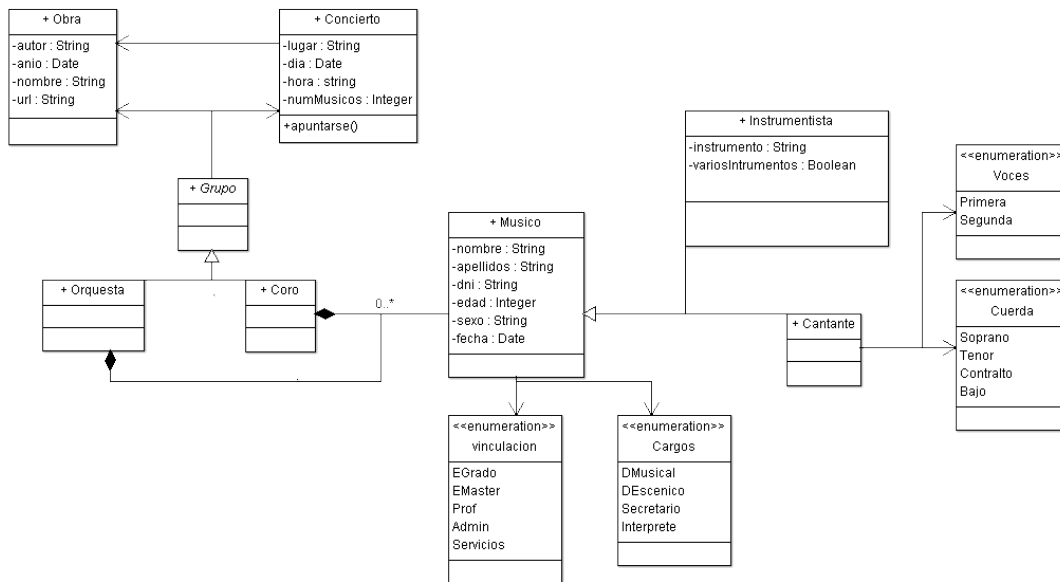 + Obra
-autor : String
-anio : Date
-nombre : String
-url : String
+ Concierto
-lugar : String
-dia : Date
-hora : string
-numMusicos : Integer
+apuntarse()
+ Grupo
+ Orquesta
+ Coro
0..*
+ Musico
-nombre : String
-apellidos : String
-dni : String
-edad : Integer
-sexo : String
-fecha : Date
+ Instrumentista
-instrumento : String
-variosIntrumentos : Boolean
+ Cantante
<<enumeration>>
Voces
Primera
Segunda
<<enumeration>>
Cuerda
Soprano
Tenor
Contralto
Bajo
<<enumeration>>
vinculacion
EGrado
EMaster
Prof
Admin
Servicios
<<enumeration>>
Cargos
DMusical
DEscenico
Secretario
Interprete